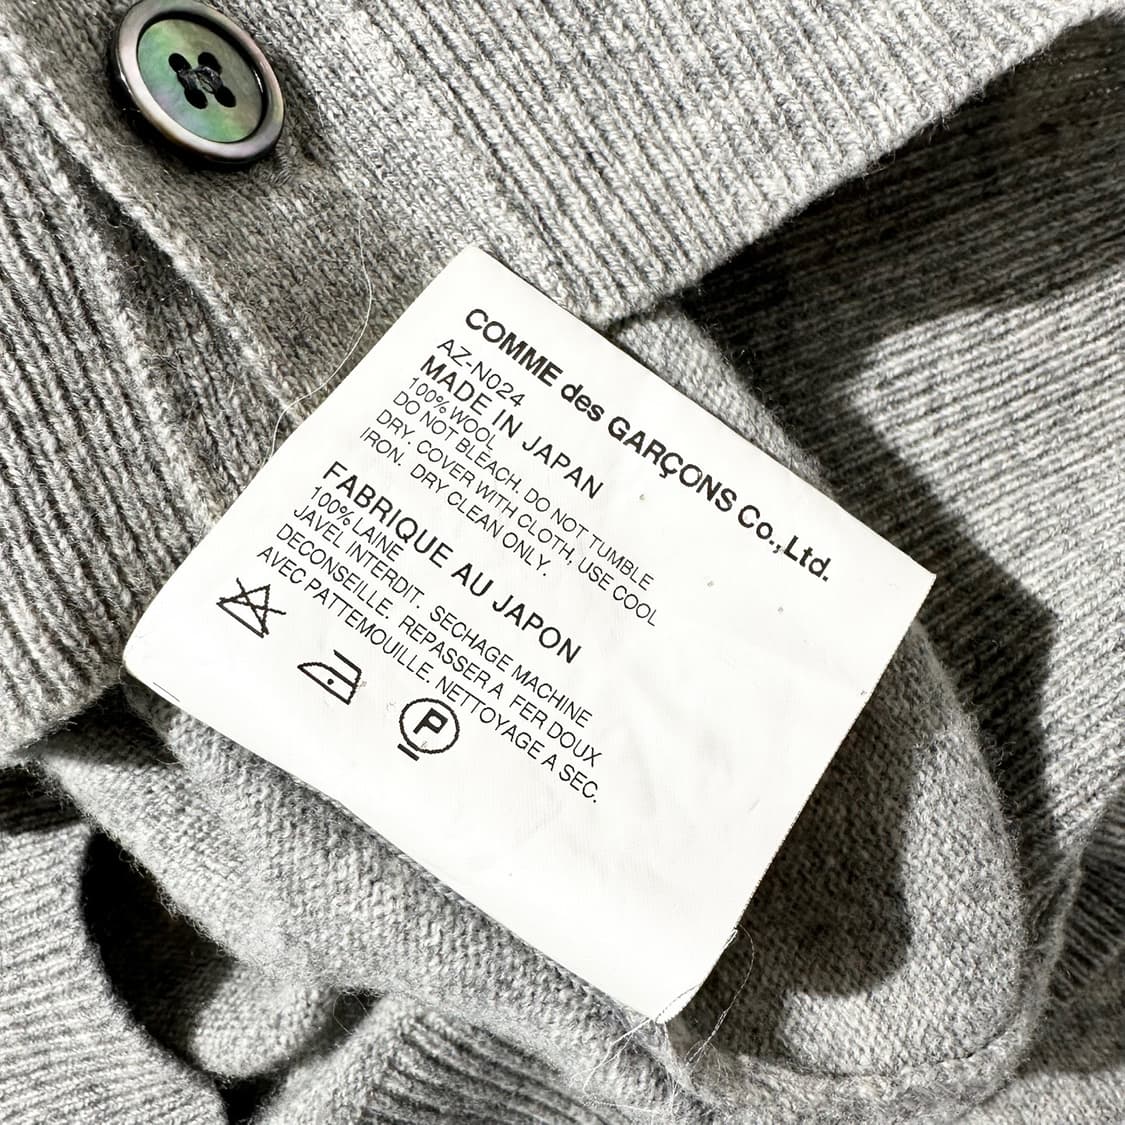 COMME des GARÇONS Co.,Ltd.
AZ-N024
MADE IN JAPAN
100% WOOL
DO NOT BLEACH. DO NOT TUMBLE
DRY. COVER WITH CLOTH, USE COOL
IRON. DRY CLEAN ONLY.
FABRIQUE AU JAPON
100% LAINE
JAVEL INTERDIT. SECHAGE MACHINE
DECONSEILLE. REPASSER A FER DOUX
AVEC PATTEMOUILLE. NETTOYAGE A SEC.
P